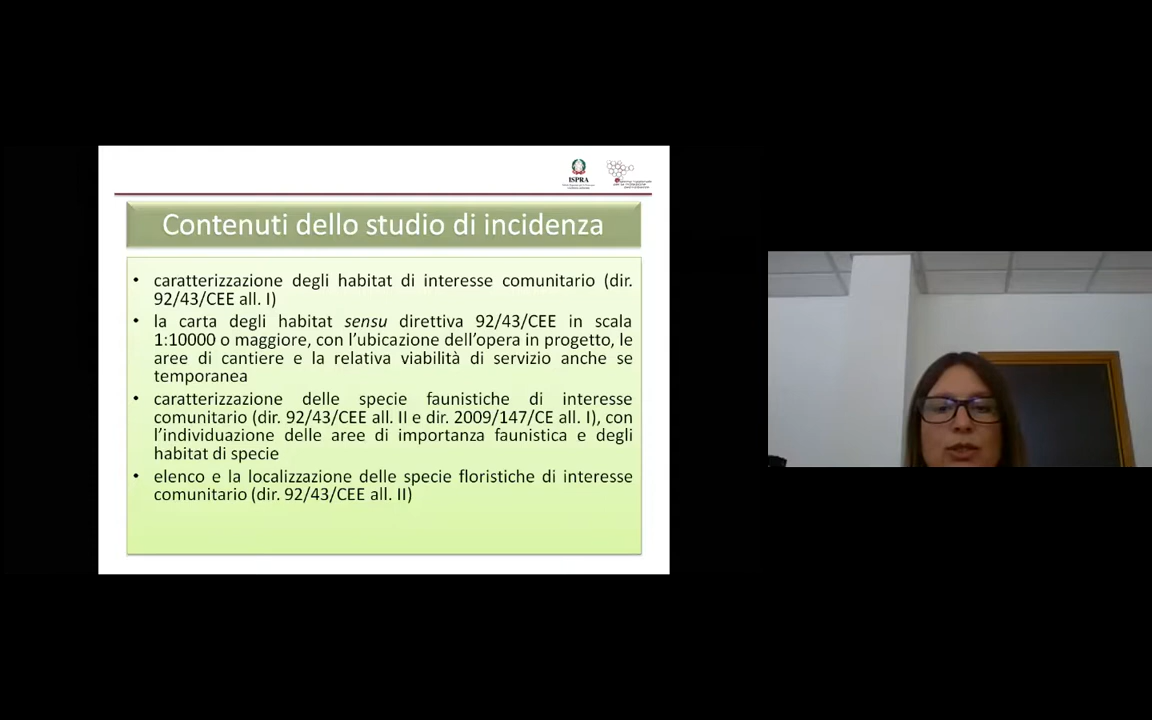 ISPRA
Contenuti dello studio di incidenza
• caratterizzazione degli habitat di interesse comunitario (dir.
92/43/CEE all. I)
• la carta degli habitat sensu direttiva 92/43/CEE in scala
1:10000 o maggiore, con l’ubicazione dell’opera in progetto, le
aree di cantiere e la relativa viabilità di servizio anche se
temporanea
• caratterizzazione delle specie faunistiche di interesse
comunitario (dir. 92/43/CEE all. II e dir. 2009/147/CE all. I), con
l’individuazione delle aree di importanza faunistica e degli
habitat di specie
• elenco e la localizzazione delle specie floristiche di interesse
comunitario (dir. 92/43/CEE all. II)